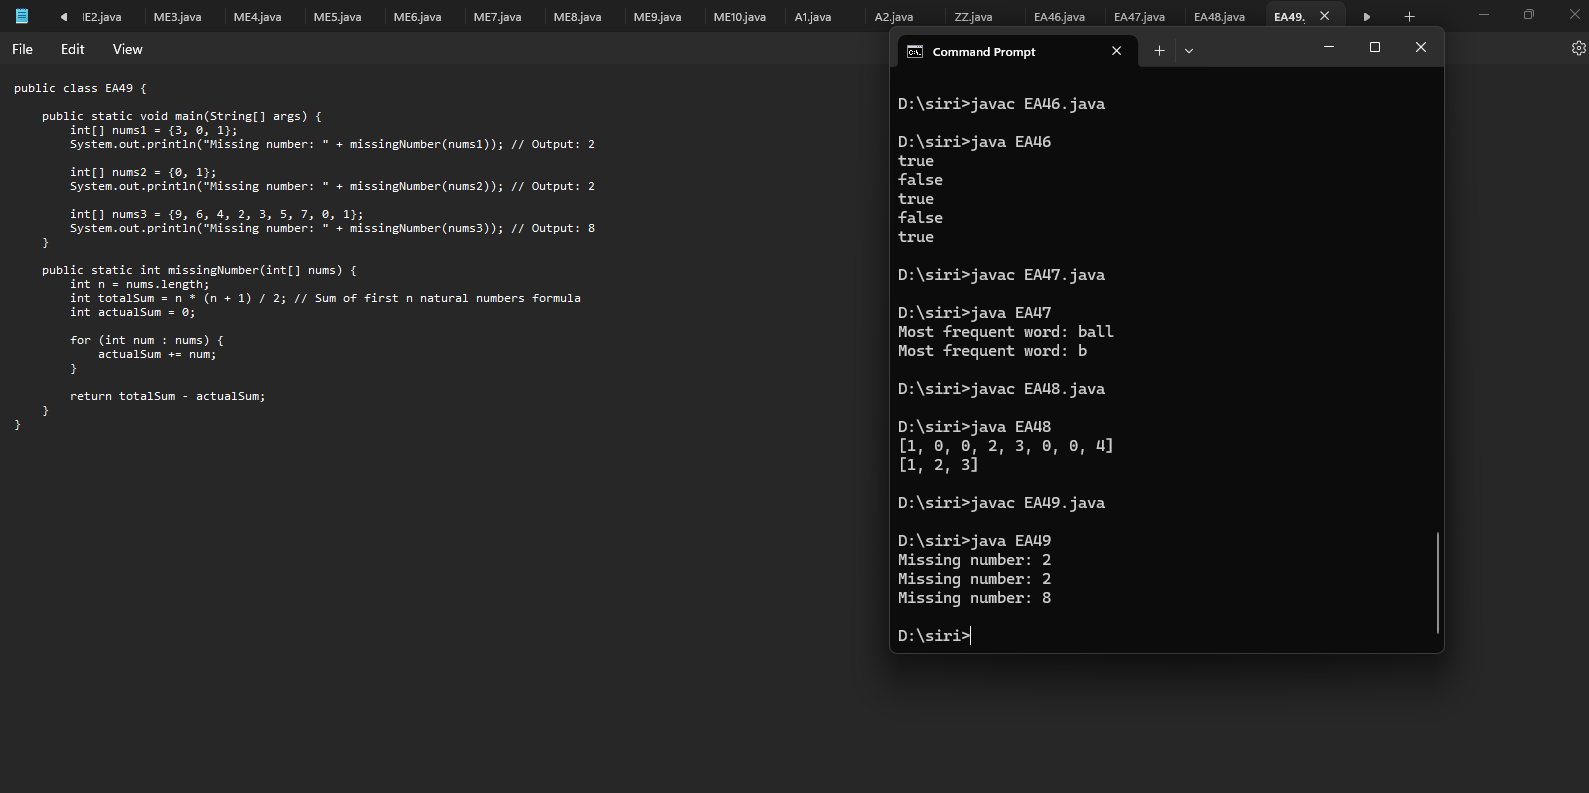 IE2.java ME3.java ME4.java ME5.java ME6.java ME7.java ME8.java ME9.java ME10.java A1.java A2.java ZZ.java EA46.java EA47.java EA48.java EA49.
File Edit View
public class EA49 {
public static void main(String[] args) {
int[] nums1 = {3, 0, 1};
System.out.println("Missing number: " + missingNumber(nums1)); // Output: 2
int[] nums2 = {0, 1};
System.out.println("Missing number: " + missingNumber(nums2)); // Output: 2
int[] nums3 = {9, 6, 4, 2, 3, 5, 7, 0, 1};
System.out.println("Missing number: " + missingNumber(nums3)); // Output: 8
}
public static int missingNumber(int[] nums) {
int n = nums.length;
int totalSum = n * (n + 1) / 2; // Sum of first n natural numbers formula
int actualSum = 0;
for (int num : nums) {
actualSum += num;
}
return totalSum - actualSum;
}
}
Command Prompt
D:\siri>javac EA46.java
D:\siri>java EA46
true
false
true
false
true
D:\siri>javac EA47.java
D:\siri>java EA47
Most frequent word: ball
Most frequent word: b
D:\siri>javac EA48.java
D:\siri>java EA48
[1, 0, 0, 2, 3, 0, 0, 4]
[1, 2, 3]
D:\siri>javac EA49.java
D:\siri>java EA49
Missing number: 2
Missing number: 2
Missing number: 8
D:\siri>